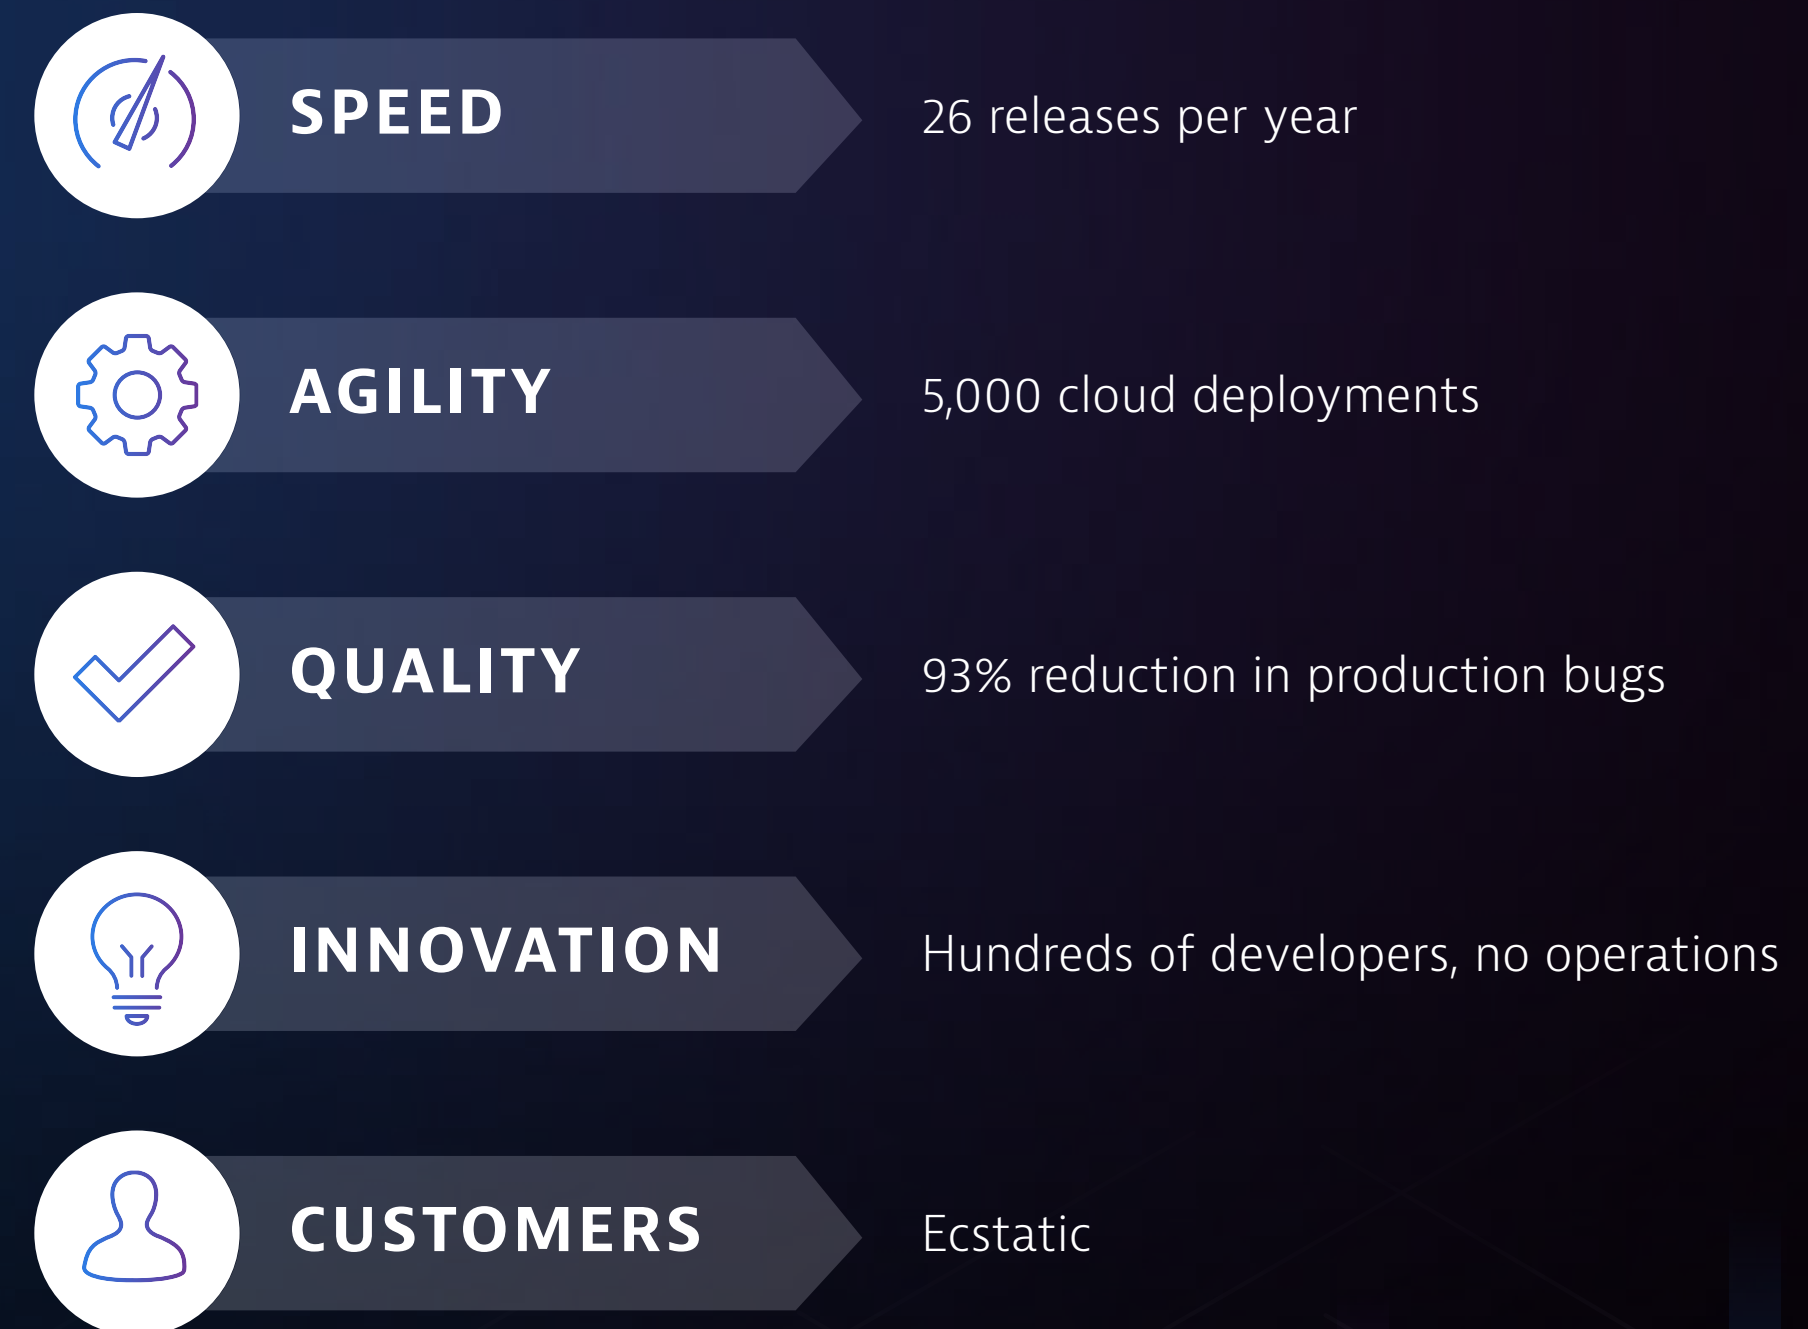 SPEED
26 releases per year
AGILITY
5,000 cloud deployments
QUALITY
93% reduction in production bugs
INNOVATION
Hundreds of developers, no operations
CUSTOMERS
Ecstatic